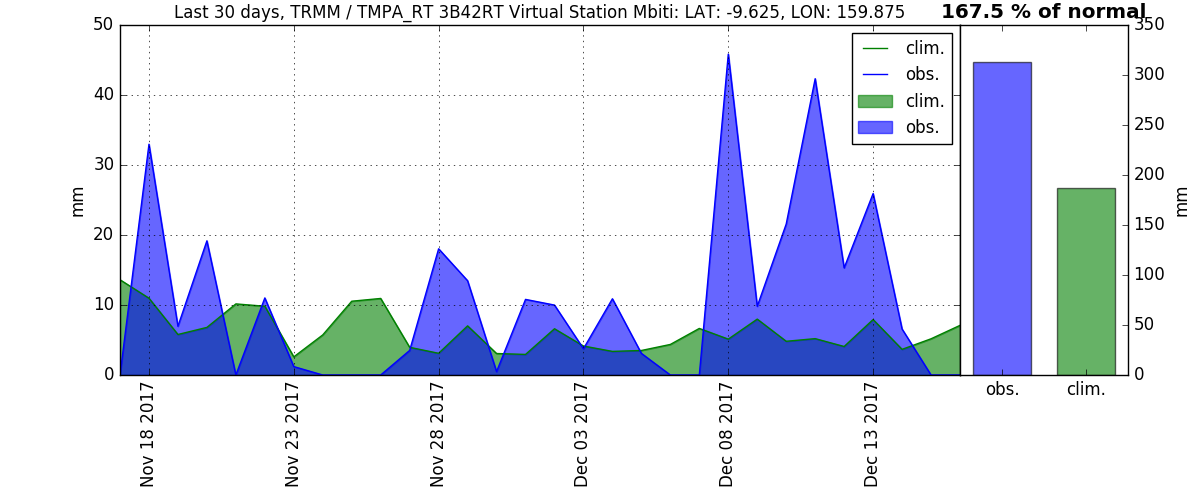 Last 30 days, TRMM / TMPA_RT 3B42RT Virtual Station Mbiti: LAT: -9.625, LON: 159.875
167.5 % of normal
50
40
30
20
10
0
mm
clim.
obs.
clim.
obs.
350
300
250
200
150
100
50
0
mm
Nov 18 2017
Nov 23 2017
Nov 28 2017
Dec 03 2017
Dec 08 2017
Dec 13 2017
obs.
clim.